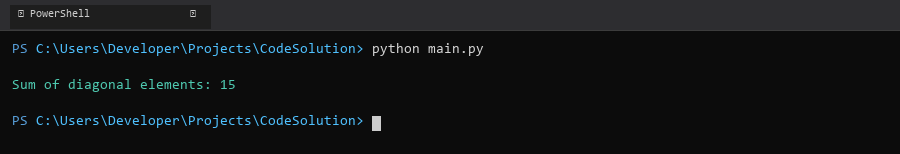 PowerShell
PS C:\Users\Developer\Projects\CodeSolution> python main.py
Sum of diagonal elements: 15
PS C:\Users\Developer\Projects\CodeSolution>